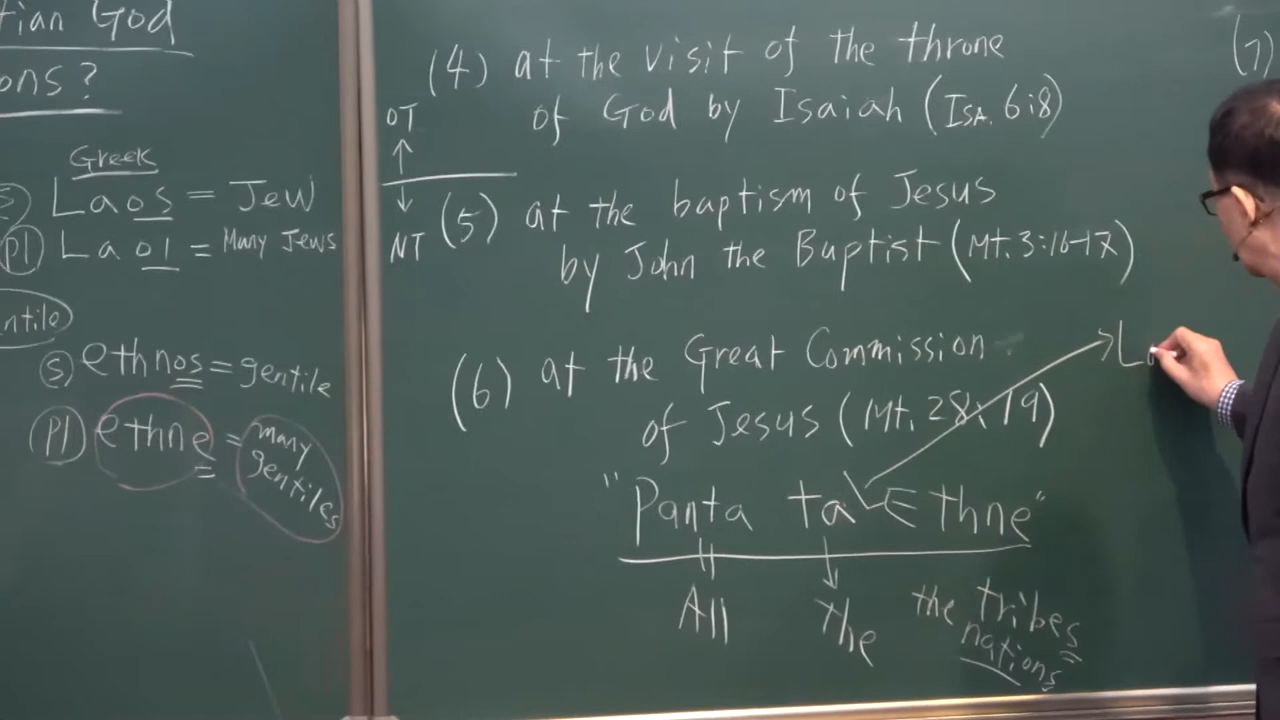 tian God
ons?
Greek
(S) Laos = Jew
(Pl) Laoi = Many Jews
ntile
(S) ethnos = gentile
(Pl) ethne = many gentiles
(4) at the visit of the throne
of God by Isaiah (ISA. 6:8)
OT
NT
(5) at the baptism of Jesus
by John the Baptist (Mt. 3:16-17)
(6) at the Great Commission
of Jesus (Mt. 28:19)
"Panta ta Ethne"
All the the tribes
nations
La
(7)